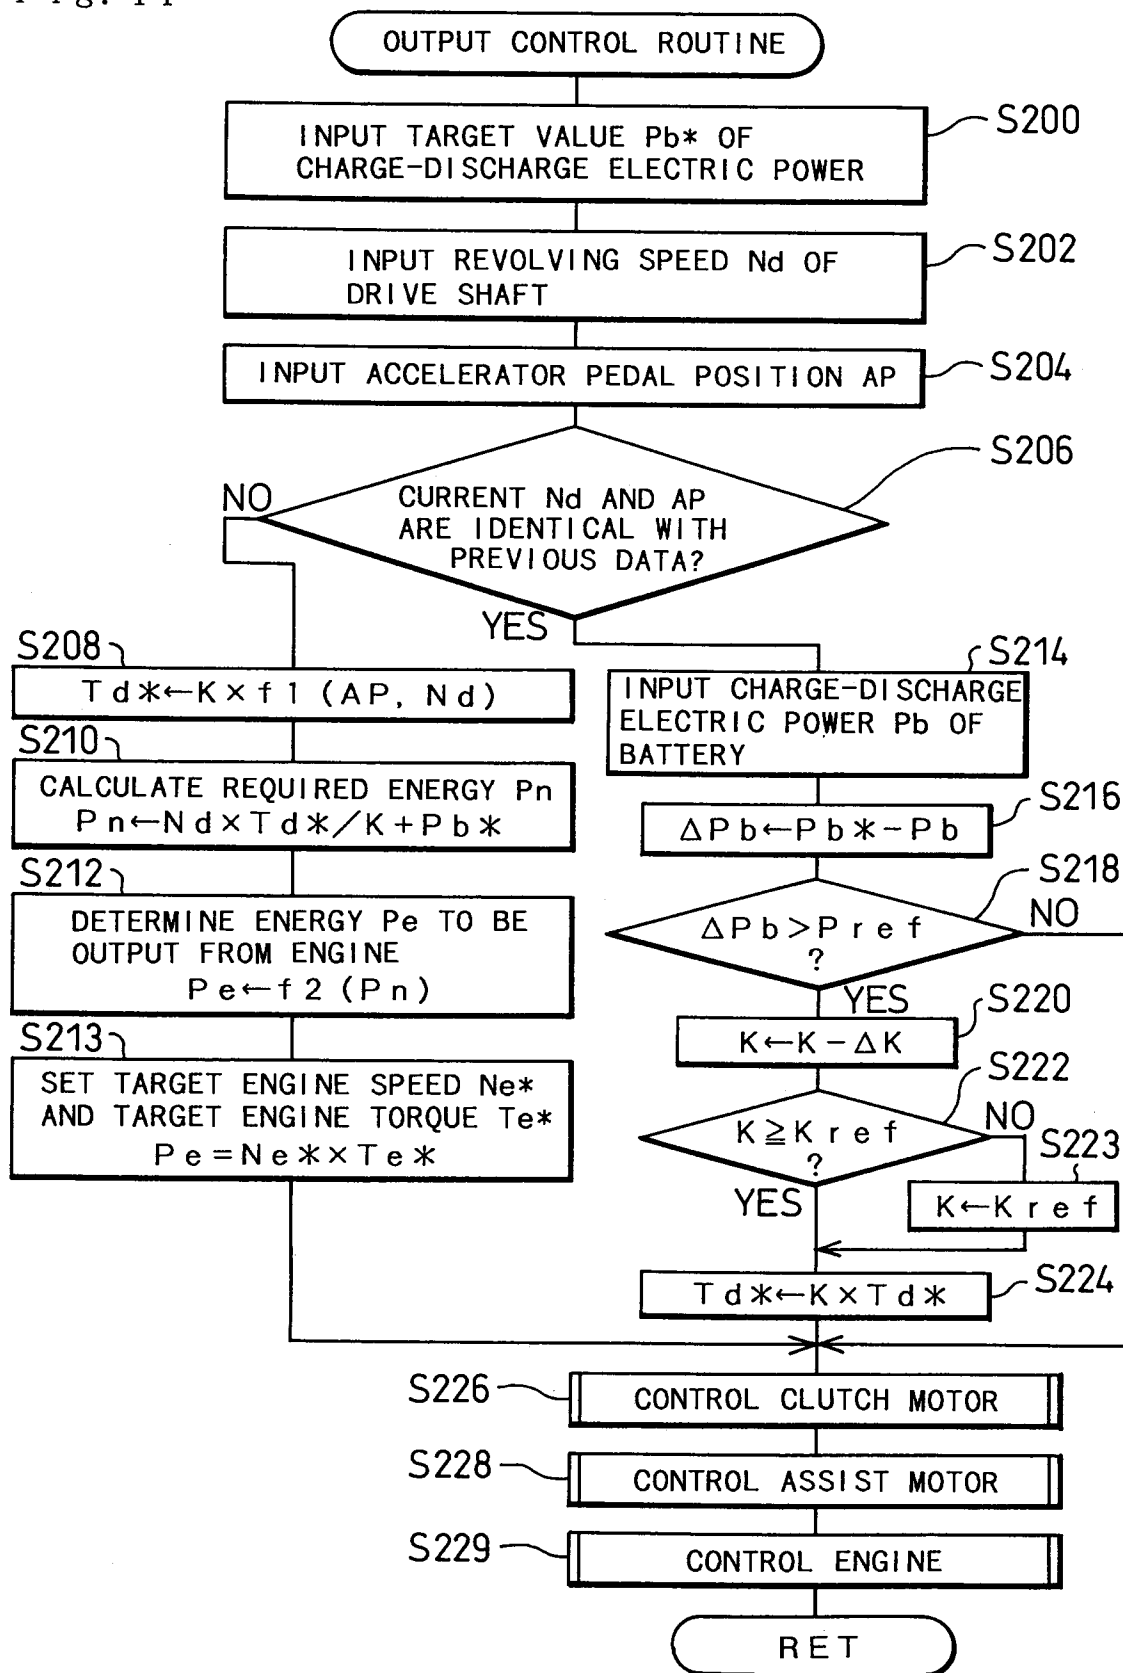 OUTPUT CONTROL ROUTINE
INPUT TARGET VALUE Pb* OF
CHARGE-DISCHARGE ELECTRIC POWER
S200
INPUT REVOLVING SPEED Nd OF
DRIVE SHAFT
S202
INPUT ACCELERATOR PEDAL POSITION AP
S204
CURRENT Nd AND AP
ARE IDENTICAL WITH
PREVIOUS DATA?
S206
NO
YES
S208
Td*←K×f1(AP, Nd)
S210
CALCULATE REQUIRED ENERGY Pn
Pn←Nd×Td*/K+Pb*
S212
DETERMINE ENERGY Pe TO BE
OUTPUT FROM ENGINE
Pe←f2(Pn)
S213
SET TARGET ENGINE SPEED Ne*
AND TARGET ENGINE TORQUE Te*
Pe=Ne*×Te*
S214
INPUT CHARGE-DISCHARGE
ELECTRIC POWER Pb OF
BATTERY
S216
ΔPb←Pb*-Pb
S218
ΔPb>Pref
?
NO
YES
S220
K←K-ΔK
S222
K≧Kref
?
NO
YES
S223
K←Kref
S224
Td*←K×Td*
S226
CONTROL CLUTCH MOTOR
S228
CONTROL ASSIST MOTOR
S229
CONTROL ENGINE
RET